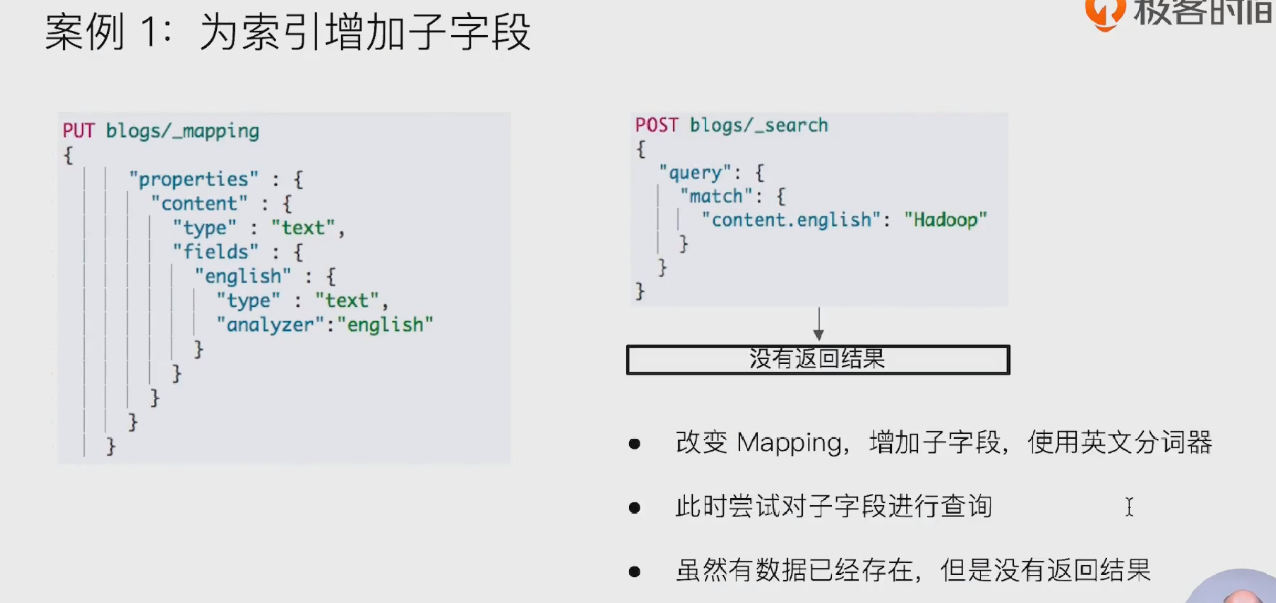 案例 1：为索引增加子字段
极客时间
PUT blogs/_mapping
{
"properties" : {
"content" : {
"type" : "text",
"fields" : {
"english" : {
"type" : "text",
"analyzer":"english"
}
}
}
}
}
POST blogs/_search
{
"query": {
"match": {
"content.english": "Hadoop"
}
}
}
没有返回结果
● 改变 Mapping，增加子字段，使用英文分词器
● 此时尝试对子字段进行查询
● 虽然有数据已经存在，但是没有返回结果